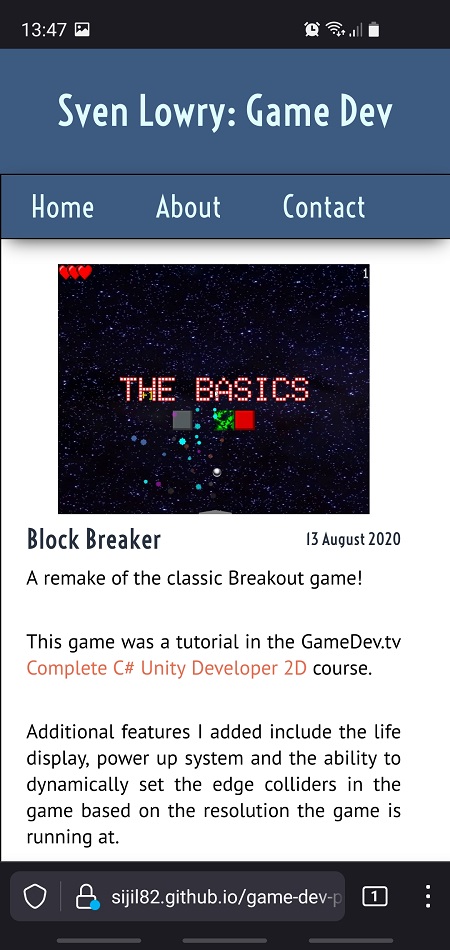 13:47
Sven Lowry: Game Dev
Home About Contact
1
THE BASICS
Block Breaker 13 August 2020
A remake of the classic Breakout game!
This game was a tutorial in the GameDev.tv
Complete C# Unity Developer 2D course.
Additional features I added include the life
display, power up system and the ability to
dynamically set the edge colliders in the
game based on the resolution the game is
running at.
sijil82.github.io/game-dev-p
1